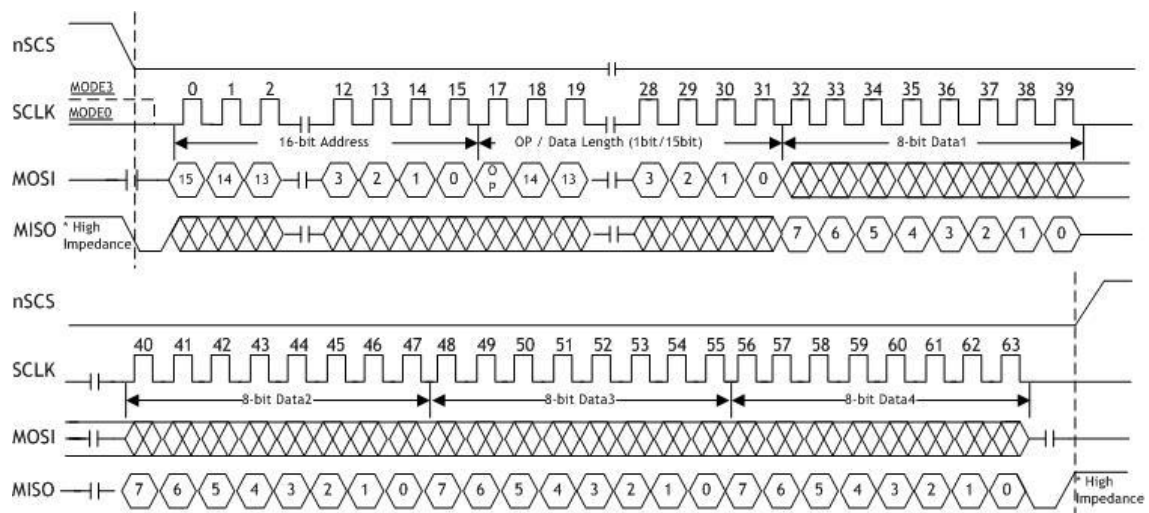 nSCS
MODE3
0 1 2 12 13 14 15 17 18 19 28 29 30 31 32 33 34 35 36 37 38 39
SCLK MODE0
16-bit Address OP / Data Length (1bit/15bit) 8-bit Data1
MOSI 15 14 13 3 2 1 0 OP 14 13 3 2 1 0
MISO * High Impedance 7 6 5 4 3 2 1 0
nSCS
40 41 42 43 44 45 46 47 48 49 50 51 52 53 54 55 56 57 58 59 60 61 62 63
SCLK
8-bit Data2 8-bit Data3 8-bit Data4
MOSI
MISO 7 6 5 4 3 2 1 0 7 6 5 4 3 2 1 0 7 6 5 4 3 2 1 0 * High Impedance